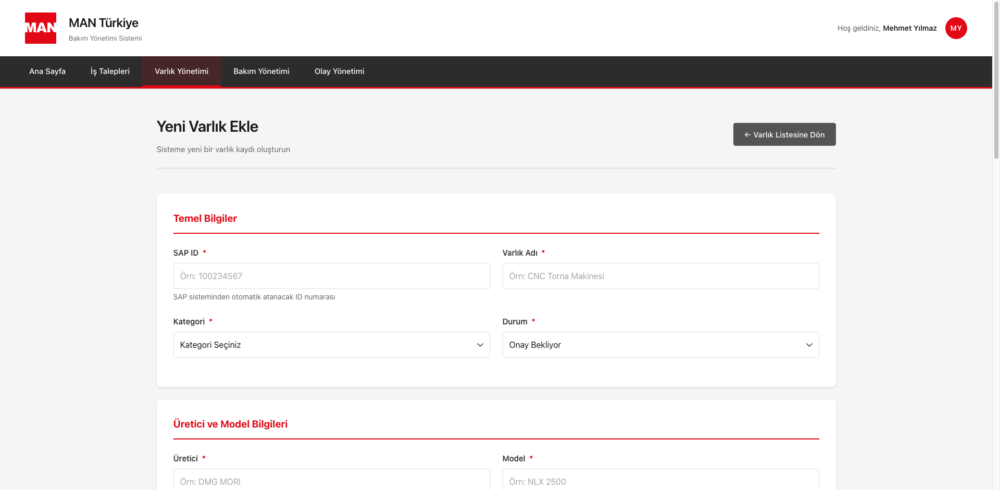 MAN
MAN Türkiye
Bakım Yönetimi Sistemi
Hoş geldiniz, Mehmet Yılmaz
MY
Ana Sayfa
İş Talepleri
Varlık Yönetimi
Bakım Yönetimi
Olay Yönetimi
Yeni Varlık Ekle
Sisteme yeni bir varlık kaydı oluşturun
← Varlık Listesine Dön
Temel Bilgiler
SAP ID *
Varlık Adı *
Örn: 100234567
Örn: CNC Torna Makinesi
SAP sisteminden otomatik atanacak ID numarası
Kategori *
Durum *
Kategori Seçiniz
Onay Bekliyor
Üretici ve Model Bilgileri
Üretici *
Model *
Örn: DMG MORI
Örn: NLX 2500